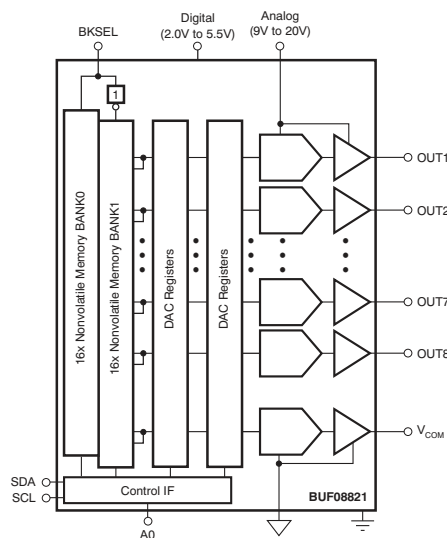 BKSEL
Digital
(2.0V to 5.5V)
Analog
(9V to 20V)
1
16x Nonvolatile Memory BANK0
16x Nonvolatile Memory BANK1
DAC Registers
DAC Registers
OUT1
OUT2
OUT7
OUT8
VCOM
SDA
SCL
Control IF
BUF08821
A0